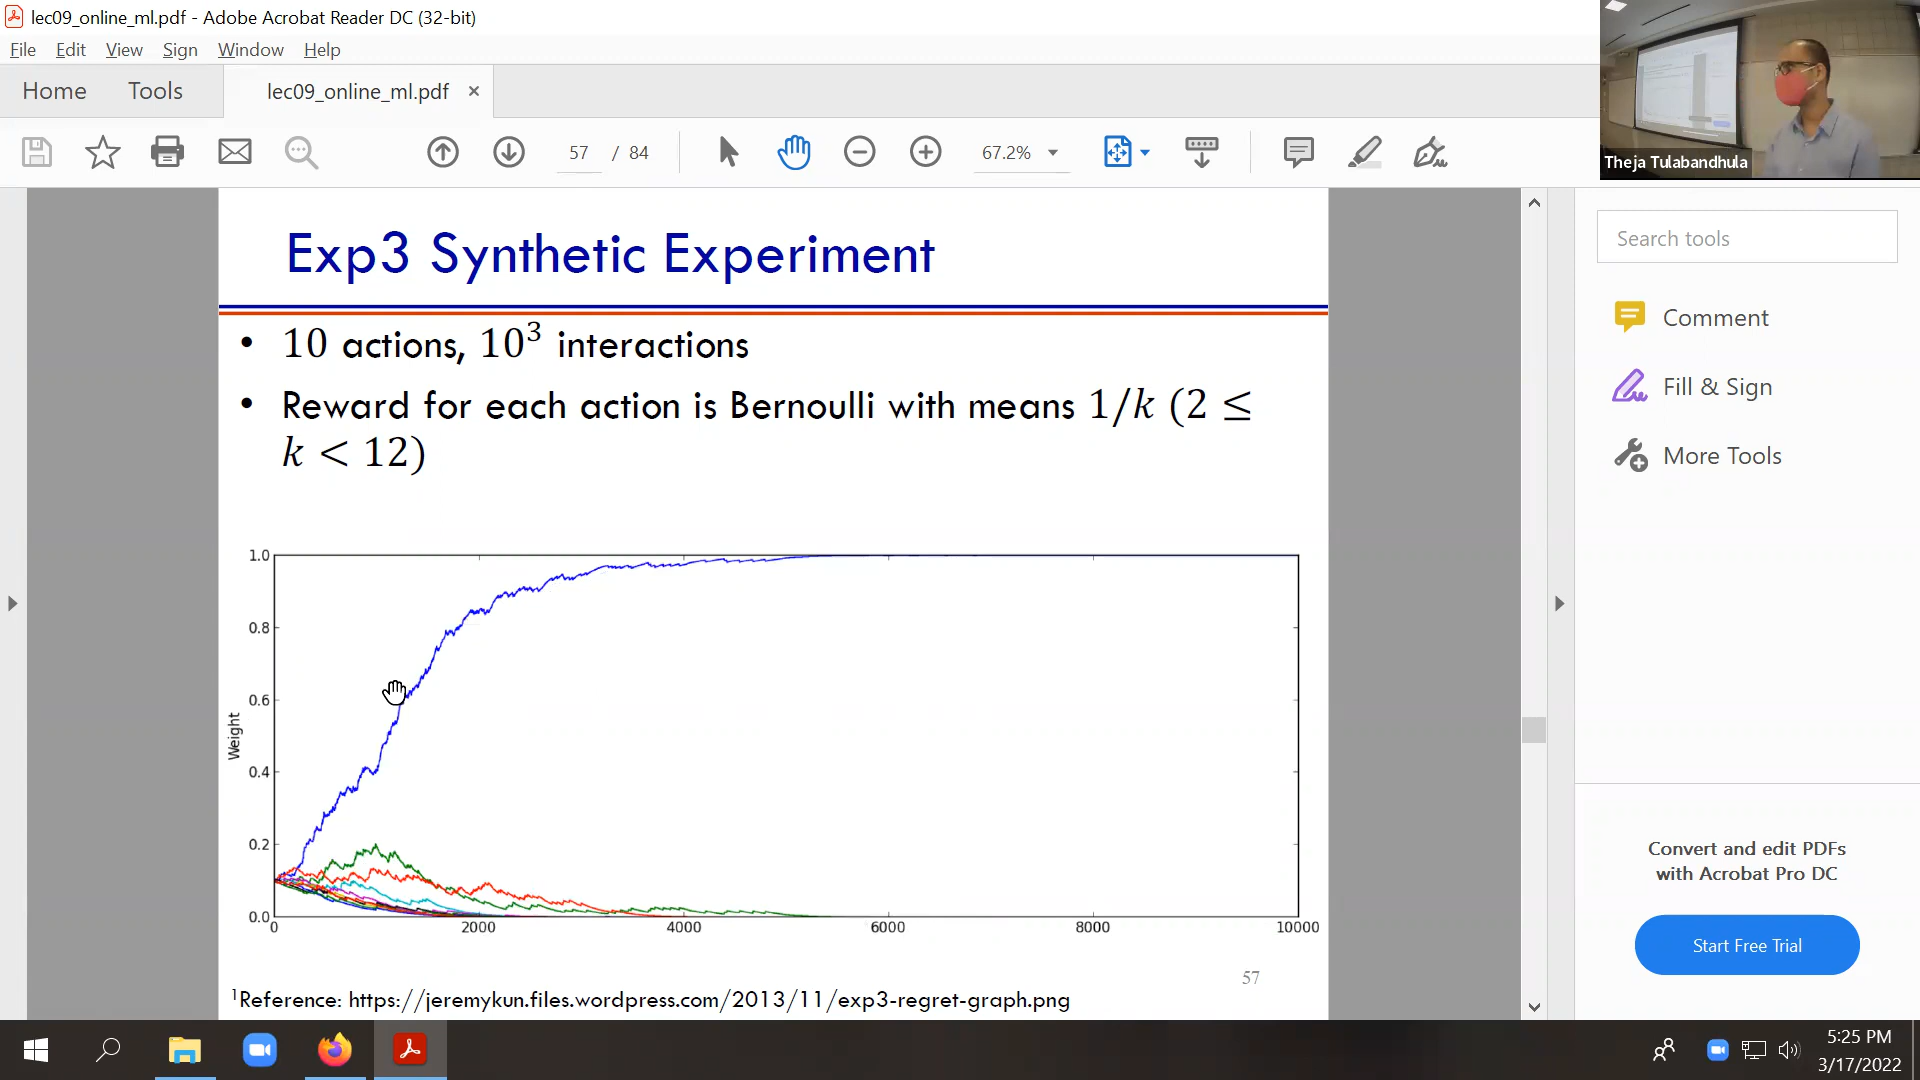 lec09_online_ml.pdf - Adobe Acrobat Reader DC (32-bit)
File Edit View Sign Window Help
Home Tools lec09_online_ml.pdf ×
57 / 84 67.2%
Theja Tulabandhula
Exp3 Synthetic Experiment
• 10 actions, 10³ interactions
• Reward for each action is Bernoulli with means 1/k (2 ≤
k < 12)
1.0
0.8
0.6
0.4
0.2
0.0
Weight
0 2000 4000 6000 8000 10000
57
¹Reference: https://jeremykun.files.wordpress.com/2013/11/exp3-regret-graph.png
Search tools
Comment
Fill & Sign
More Tools
Convert and edit PDFs
with Acrobat Pro DC
Start Free Trial
5:25 PM
3/17/2022